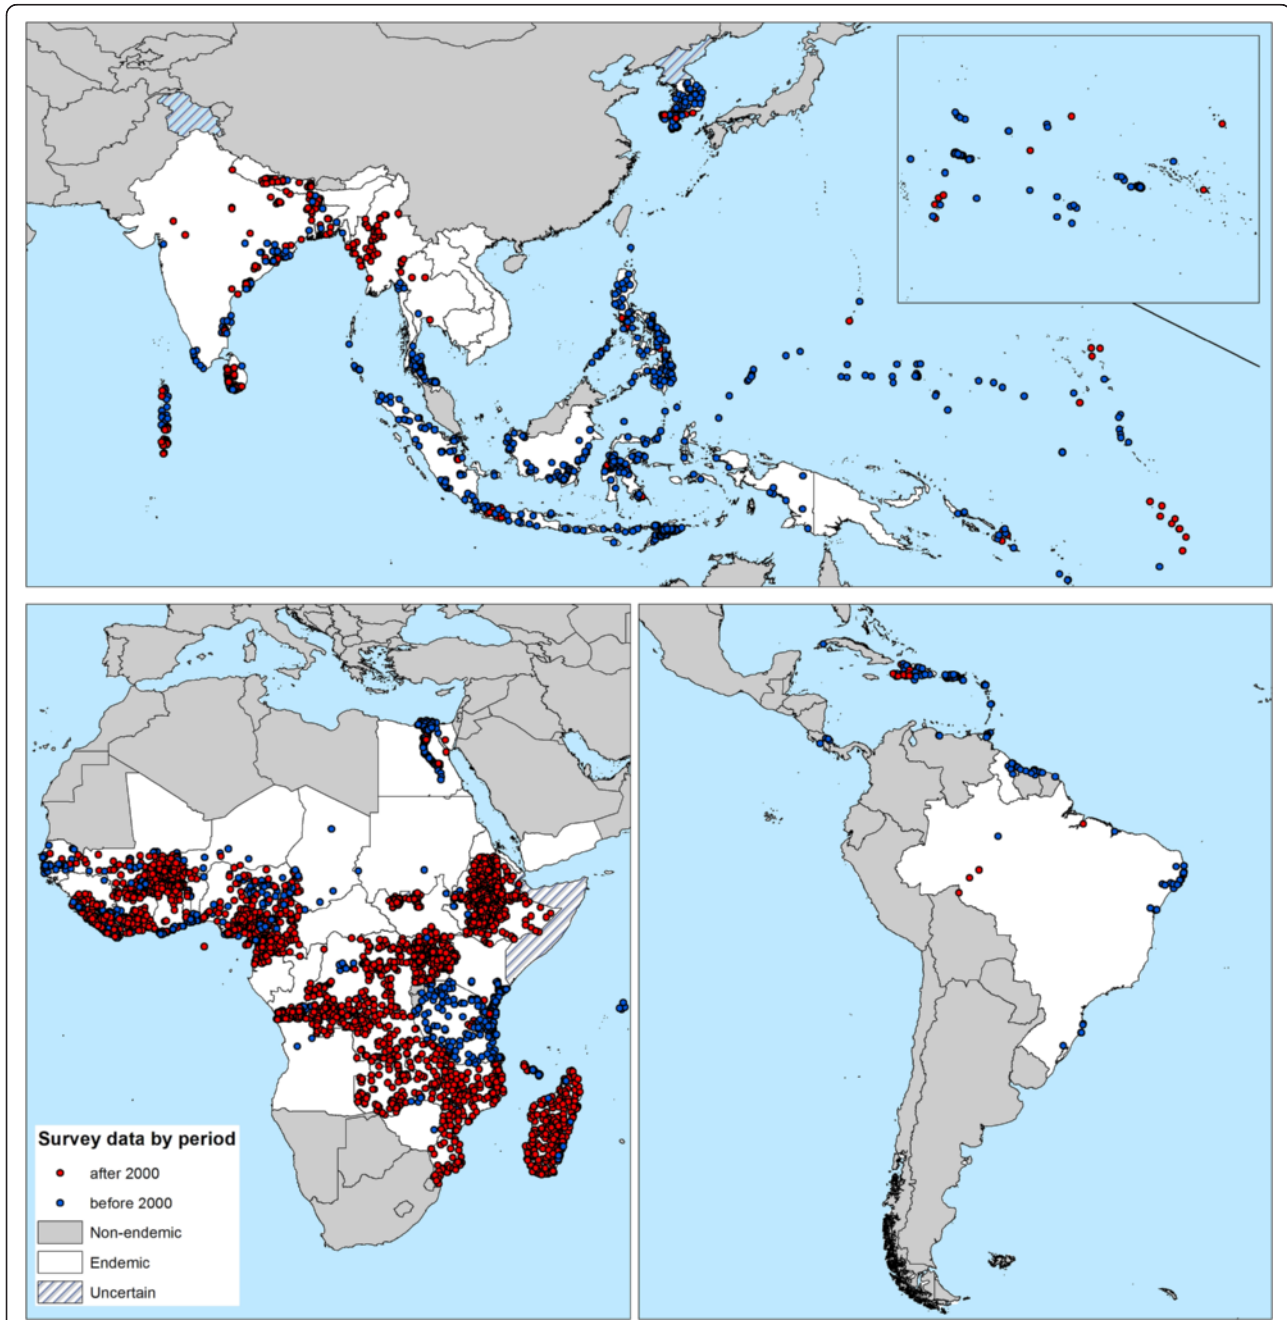 Survey data by period
after 2000
before 2000
Non-endemic
Endemic
Uncertain